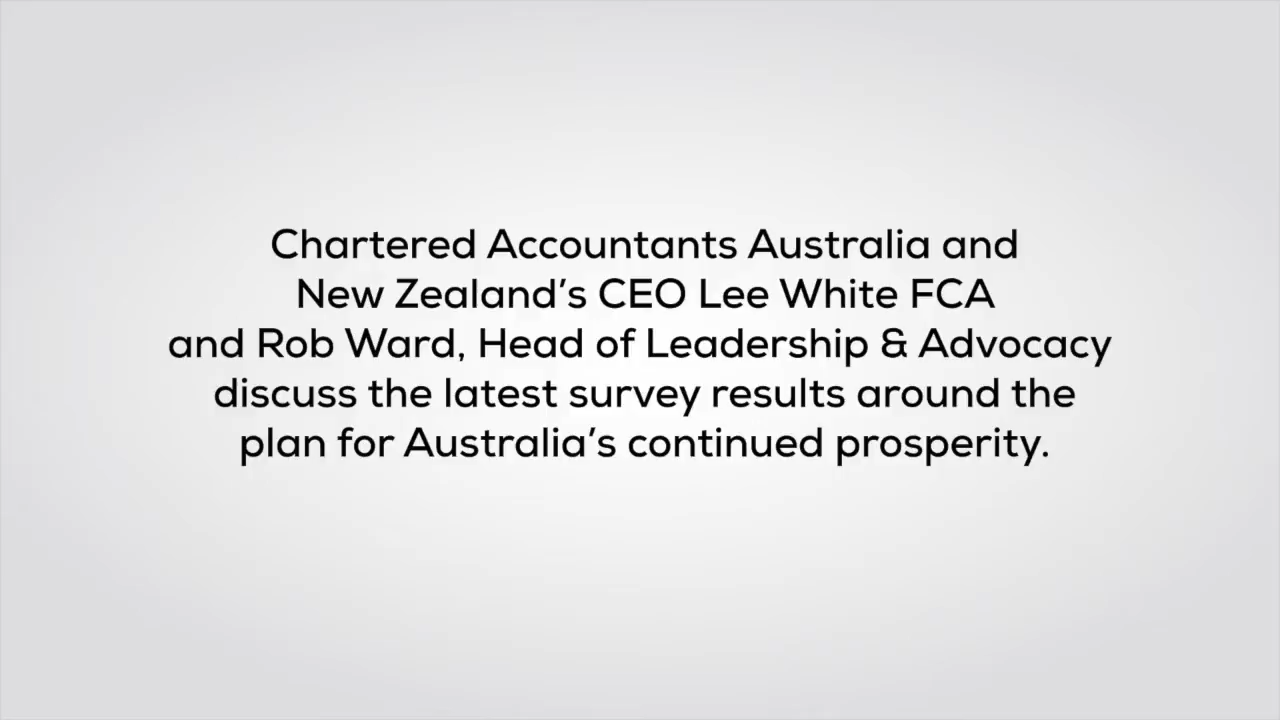 Chartered Accountants Australia and
New Zealand’s CEO Lee White FCA
and Rob Ward, Head of Leadership & Advocacy
discuss the latest survey results around the
plan for Australia’s continued prosperity.